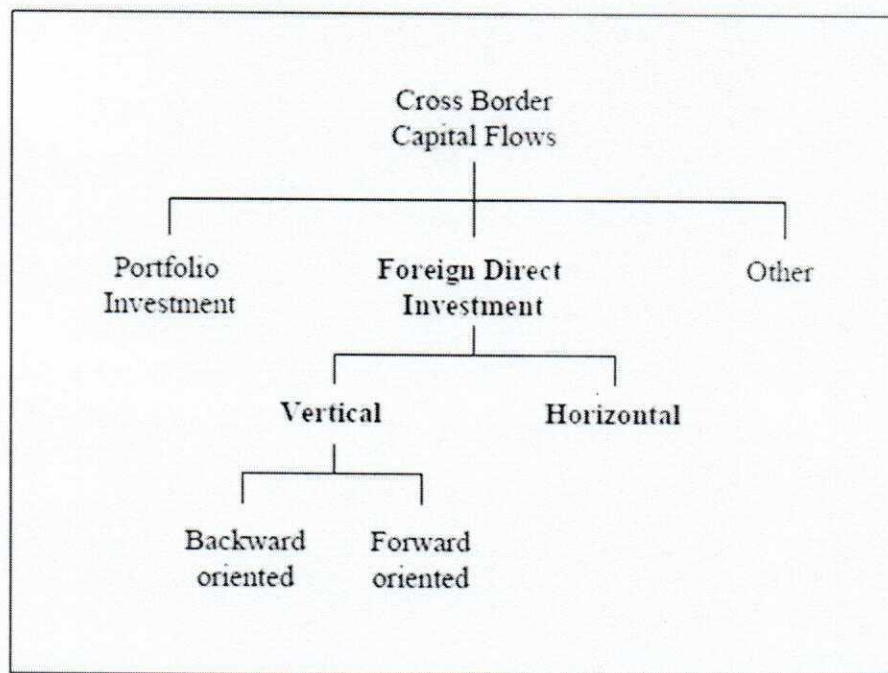 Cross Border
Capital Flows
Portfolio
Investment
Foreign Direct
Investment
Other
Vertical
Horizontal
Backward
oriented
Forward
oriented